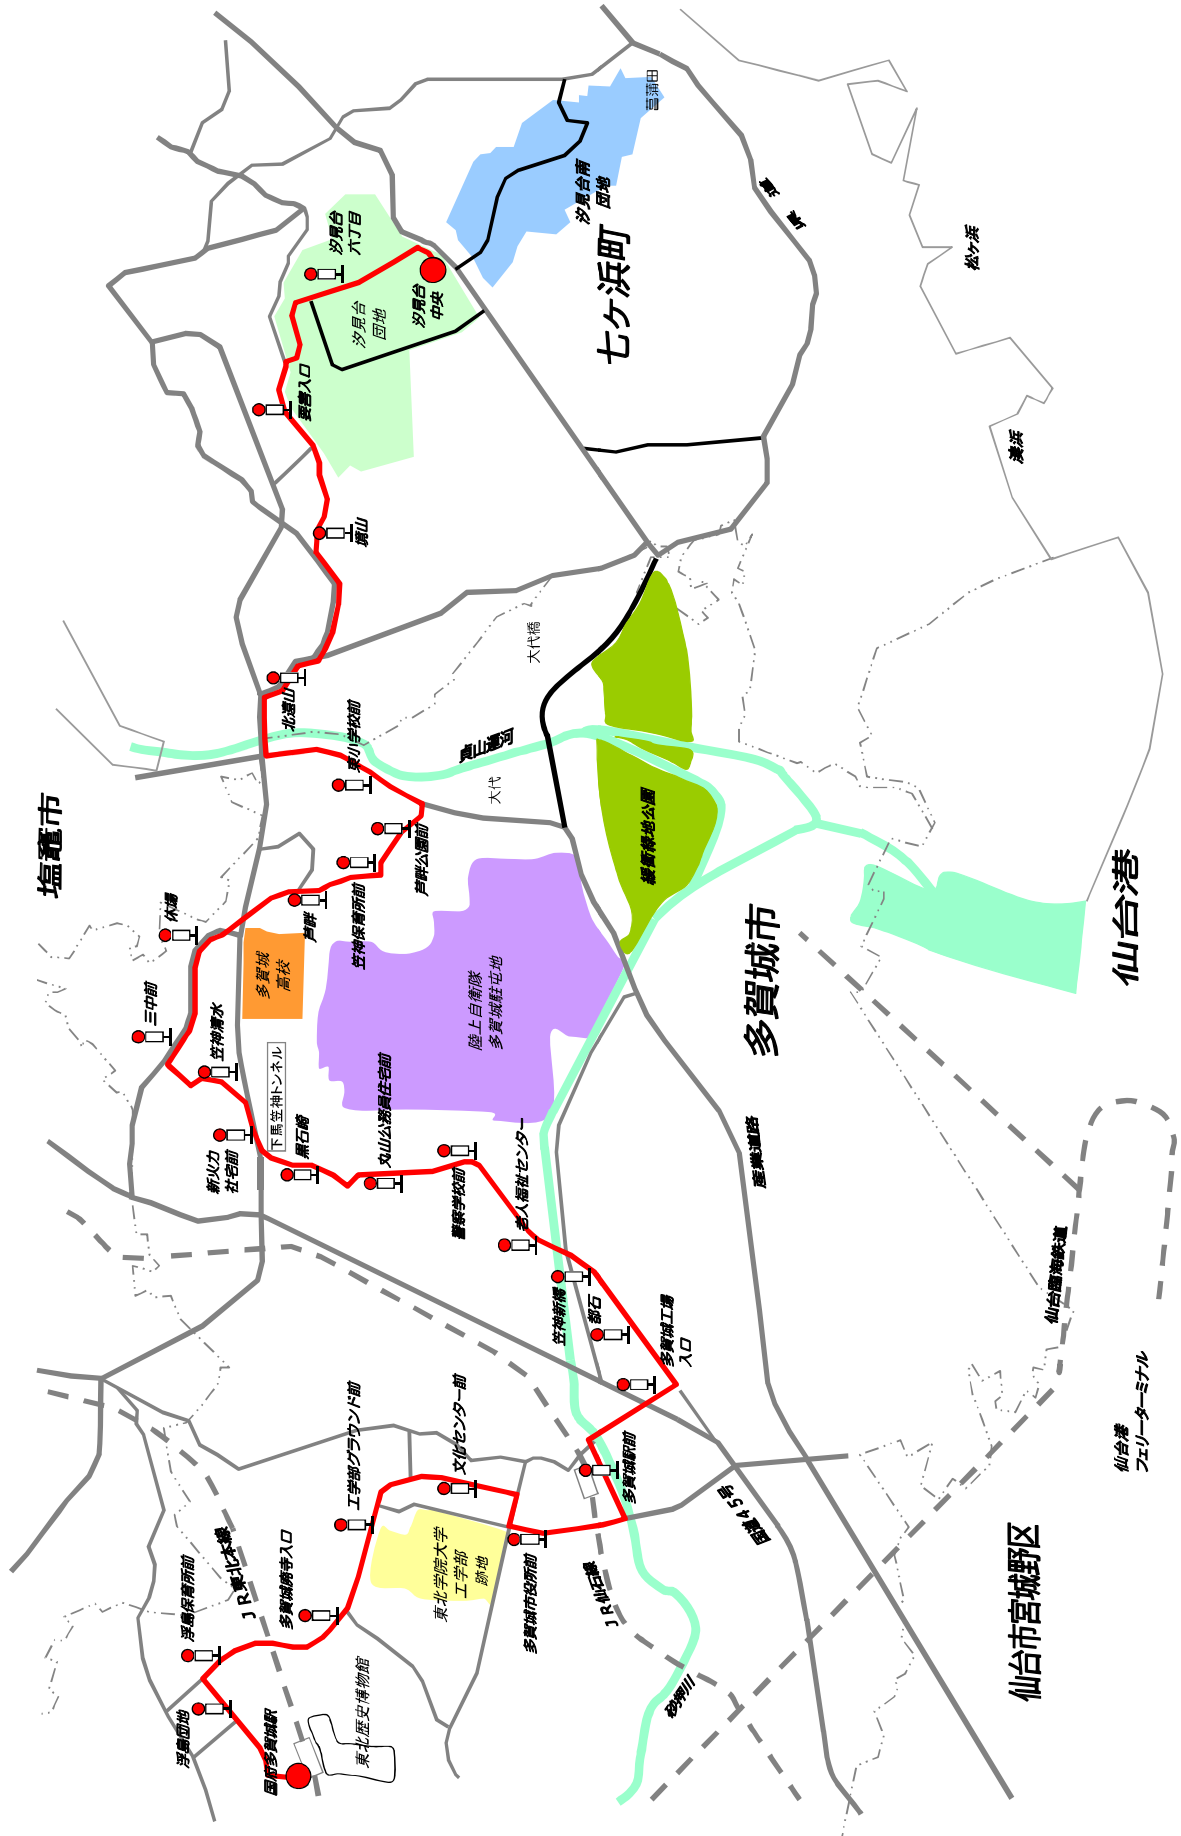 塩竈市
七ヶ浜町
多賀城市
仙台港
仙台市宮城野区
菖蒲田
汐見台南
団地
汐見台
六丁目
汐見台
中央
汐見台
団地
県道
松ヶ浜
湊浜
要害入口
境山
北遠山
大代橋
東小学校前
貞山運河
大代
緩衝緑地公園
芦畔公園前
笠神保育所前
芦畔
休場
多賀城
高校
三中前
笠神清水
下馬笠神トンネル
陸上自衛隊
多賀城駐屯地
新火力
社宅前
黒石崎
丸山公務員住宅前
警察学校前
老人福祉センター
笠神新橋
都石
多賀城工場
入口
産業道路
仙台臨海鉄道
仙台港
フェリーターミナル
多賀城駅前
国道45号
文化センター前
工学部グラウンド前
東北学院大学
工学部
跡地
多賀城市役所前
JR仙石線
砂押川
多賀城廃寺入口
JR東北本線
浮島保育所前
浮島団地
国府多賀城駅
東北歴史博物館